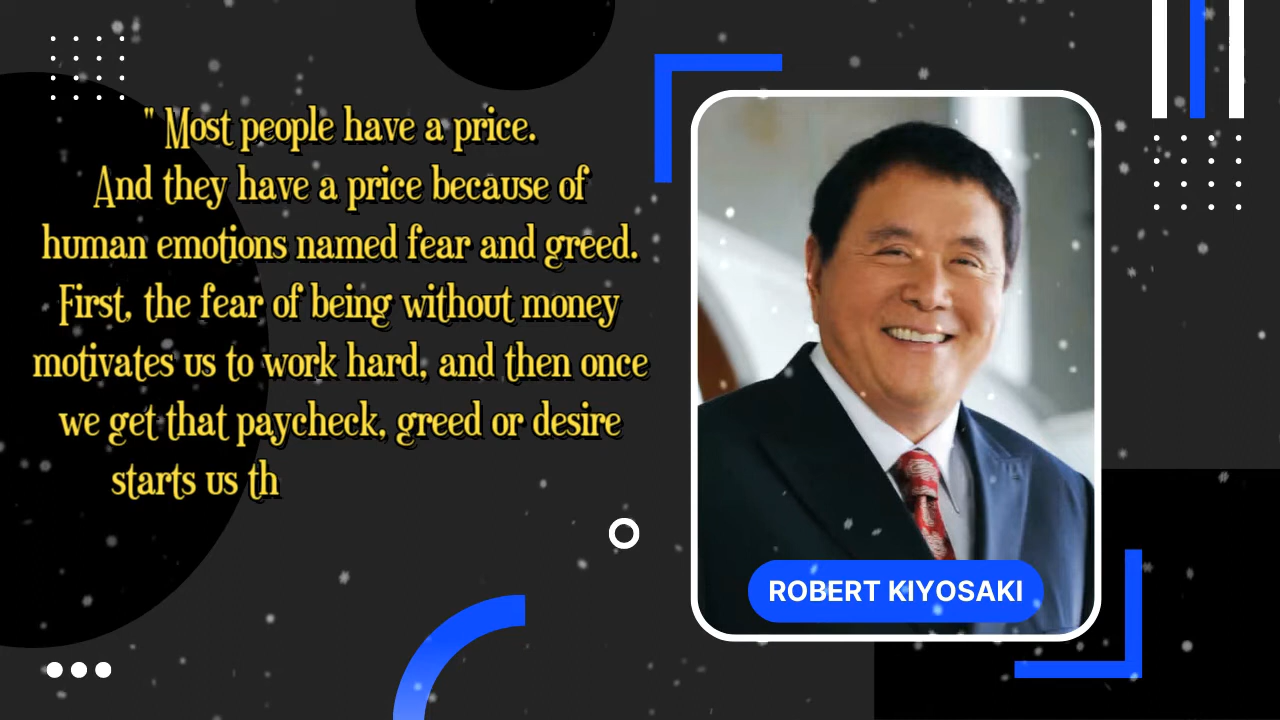 " Most people have a price.
And they have a price because of
human emotions named fear and greed.
First, the fear of being without money
motivates us to work hard, and then once
we get that paycheck, greed or desire
starts us th
ROBERT KIYOSAKI